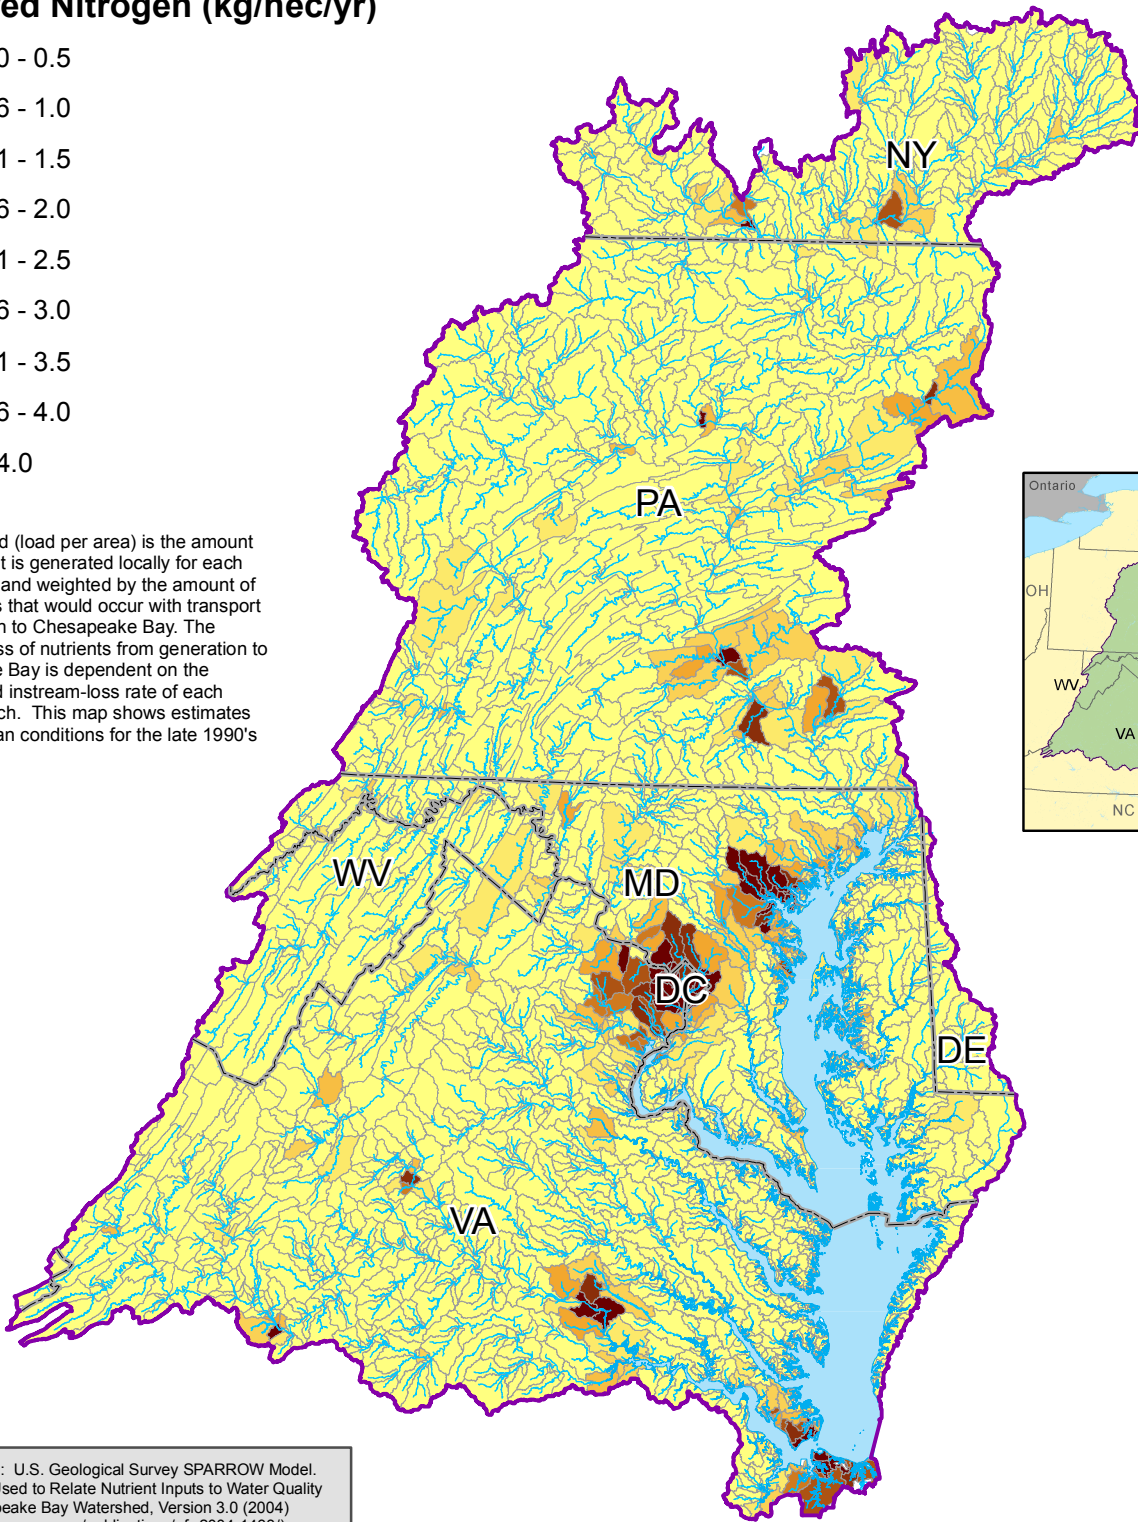 ed Nitrogen (kg/hec/yr)
0 - 0.5
6 - 1.0
1 - 1.5
6 - 2.0
1 - 2.5
6 - 3.0
1 - 3.5
6 - 4.0
4.0
d (load per area) is the amount
t is generated locally for each
and weighted by the amount of
s that would occur with transport
n to Chesapeake Bay. The
ss of nutrients from generation to
e Bay is dependent on the
d instream-loss rate of each
ch. This map shows estimates
an conditions for the late 1990's
NY
PA
WV
MD
DC
DE
VA
Ontario
OH
WV
VA
NC
: U.S. Geological Survey SPARROW Model.
Used to Relate Nutrient Inputs to Water Quality
peake Bay Watershed, Version 3.0 (2004)